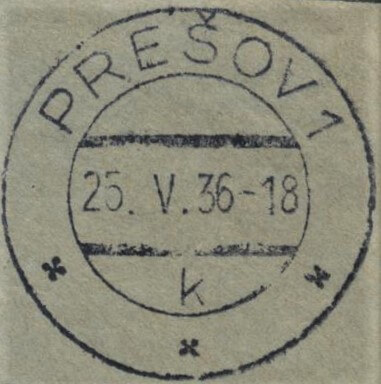 PREŠOV 1
25. V. 36-18
k